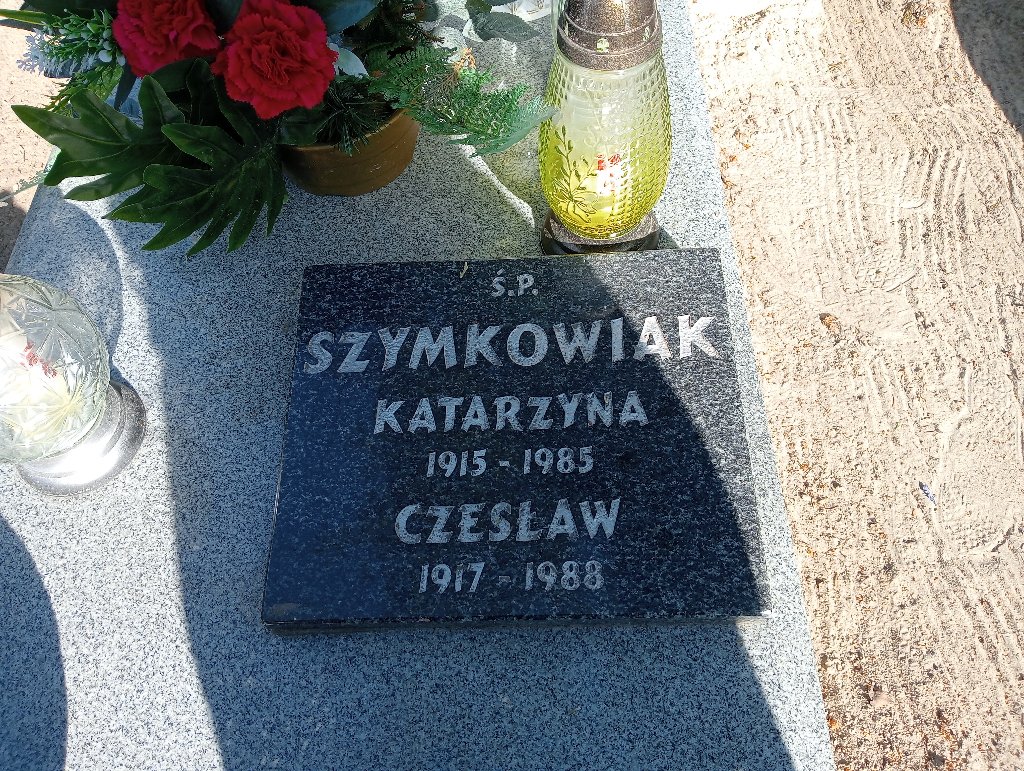 Ś.P.
SZYMKOWIAK
KATARZYNA
1915 - 1985
CZESŁAW
1917 - 1988